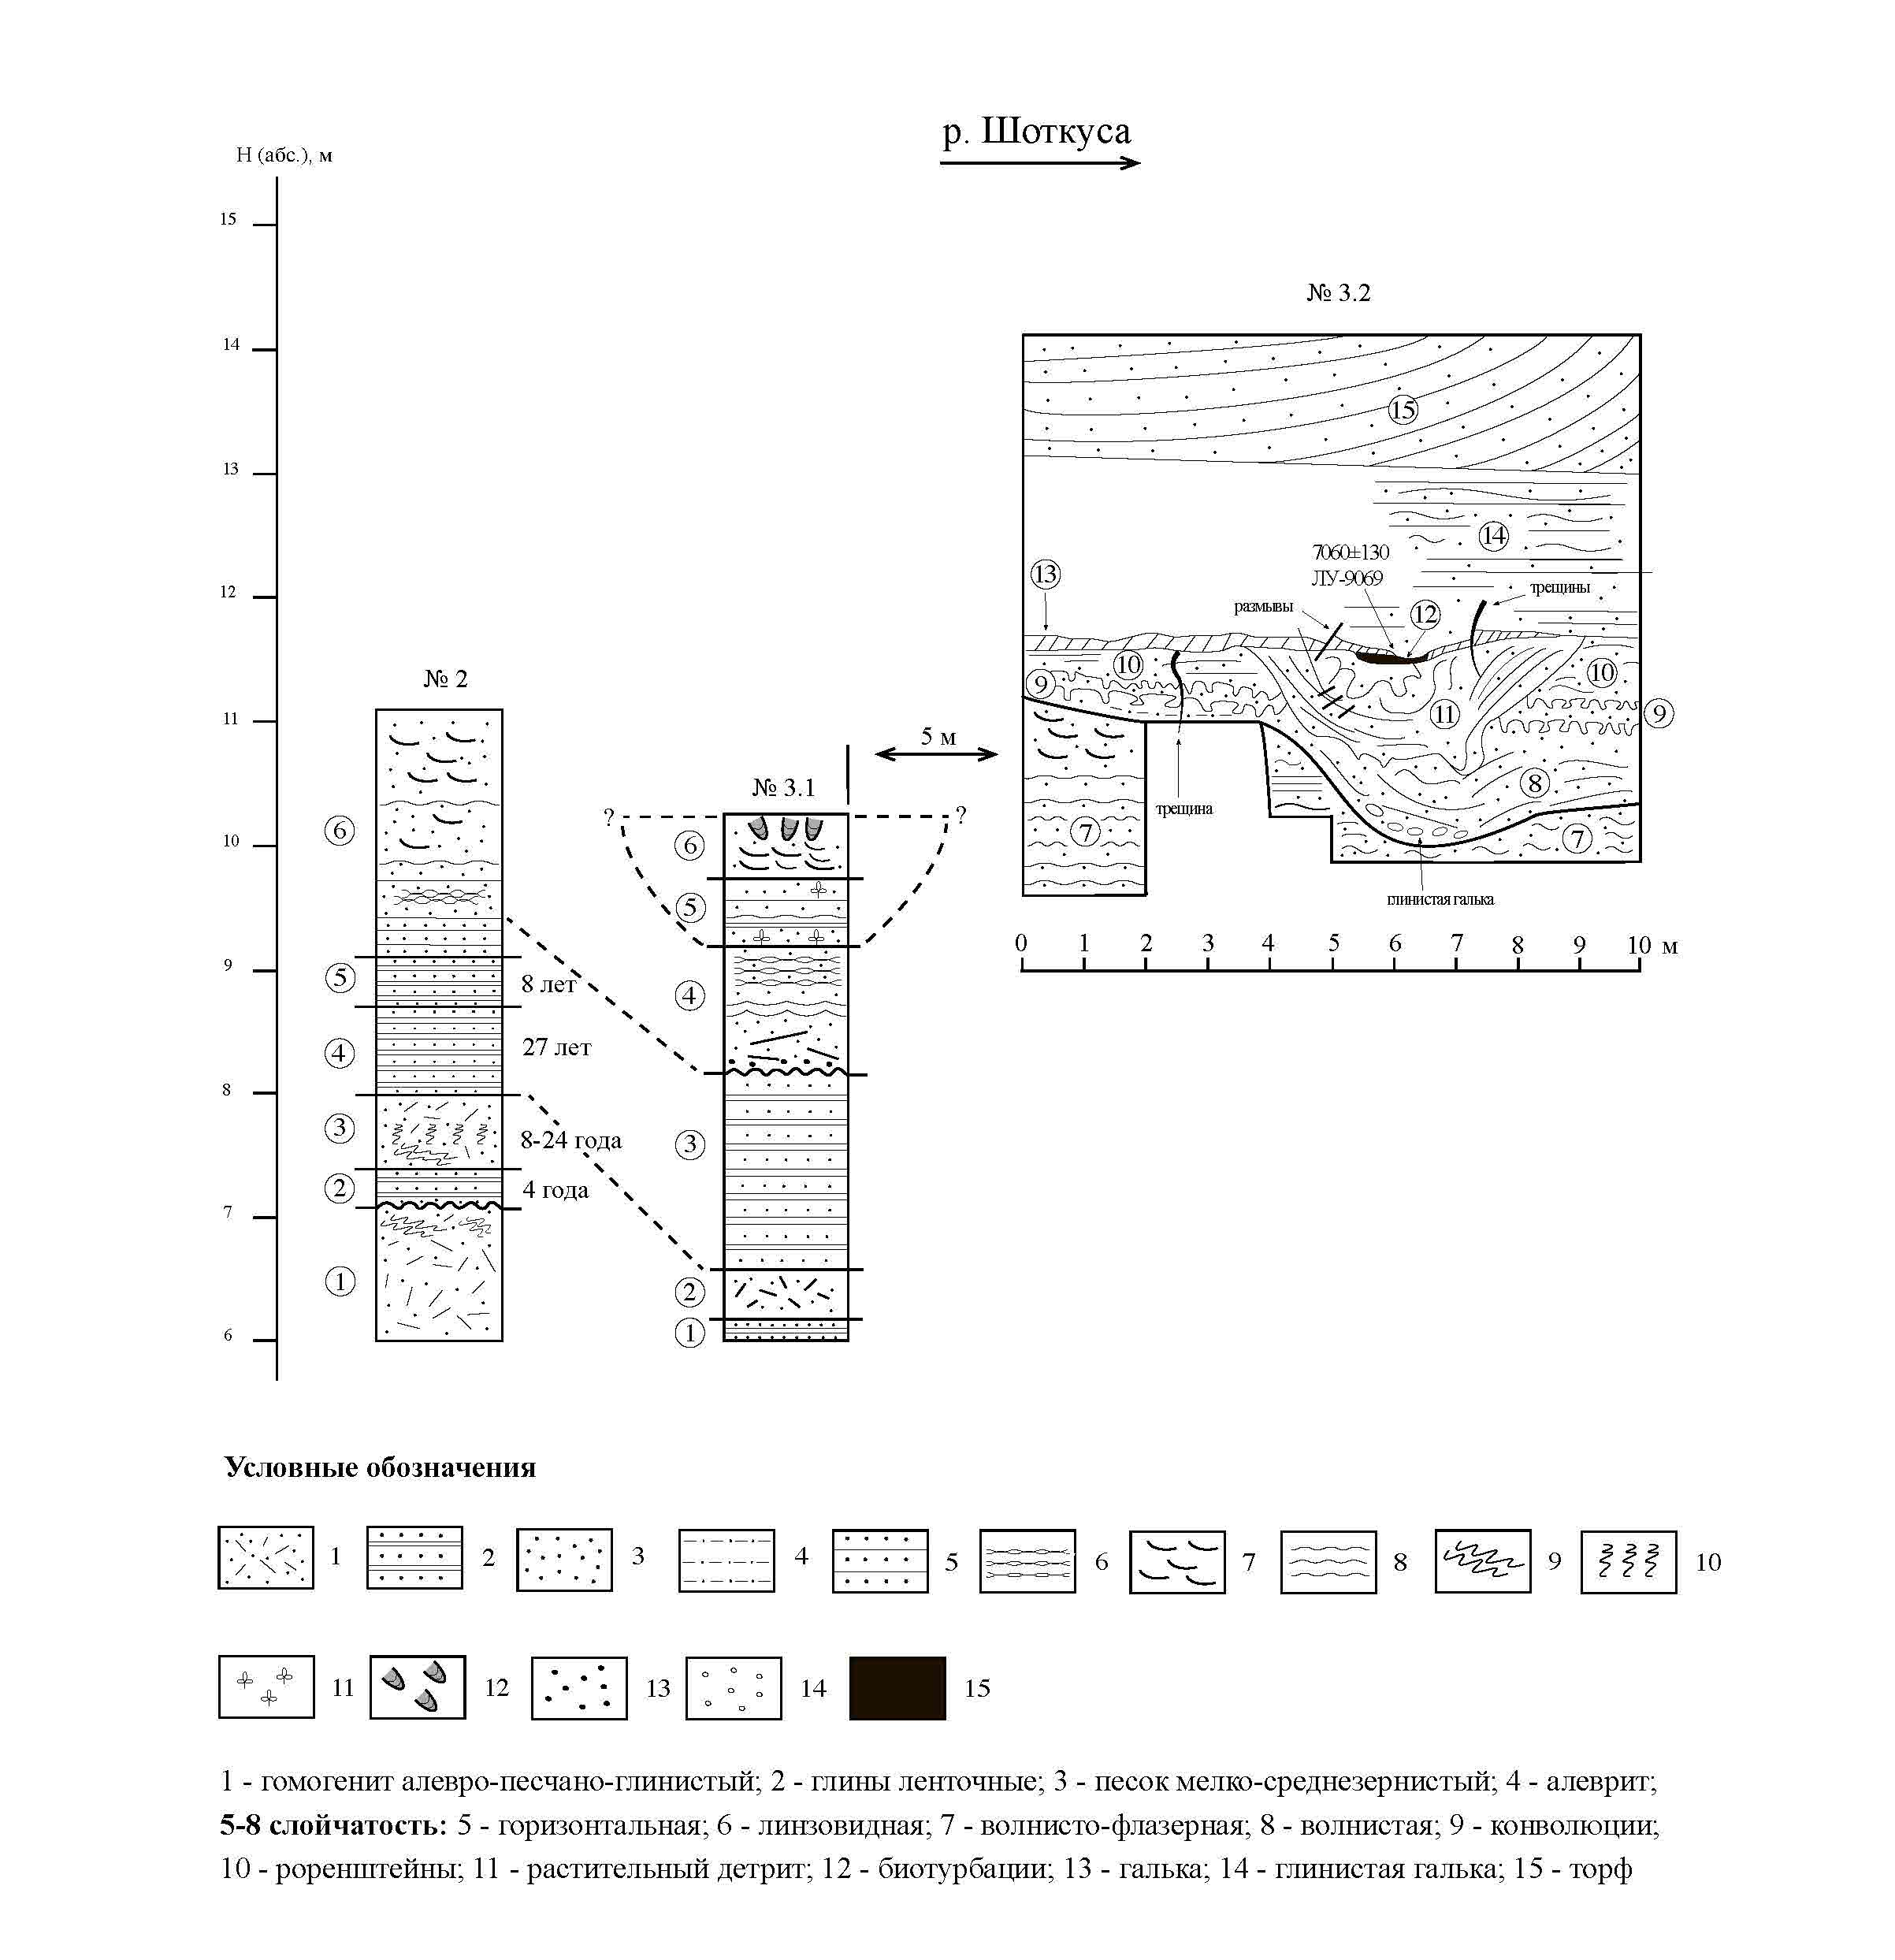 р. Шоткуса
Н (абс.), м
15
14
13
12
11
10
9
8
7
6
№ 2
6
5
4
3
2
1
8 лет
27 лет
8-24 года
4 года
№ 3.1
?
?
6
5
4
3
2
1
5 м
№ 3.2
15
14
7060±130
ЛУ-9069
13
размывы
12
трещины
10
10
9
11
9
8
трещина
7
7
глинистая галька
0 1 2 3 4 5 6 7 8 9 10 м
Условные обозначения
1 2 3 4 5 6 7 8 9 10
11 12 13 14 15
1 - гомогенит алевро-песчано-глинистый; 2 - глины ленточные; 3 - песок мелко-среднезернистый; 4 - алеврит;
5-8 слойчатость: 5 - горизонтальная; 6 - линзовидная; 7 - волнисто-флазерная; 8 - волнистая; 9 - конволюции;
10 - роренштейны; 11 - растительный детрит; 12 - биотурбации; 13 - галька; 14 - глинистая галька; 15 - торф